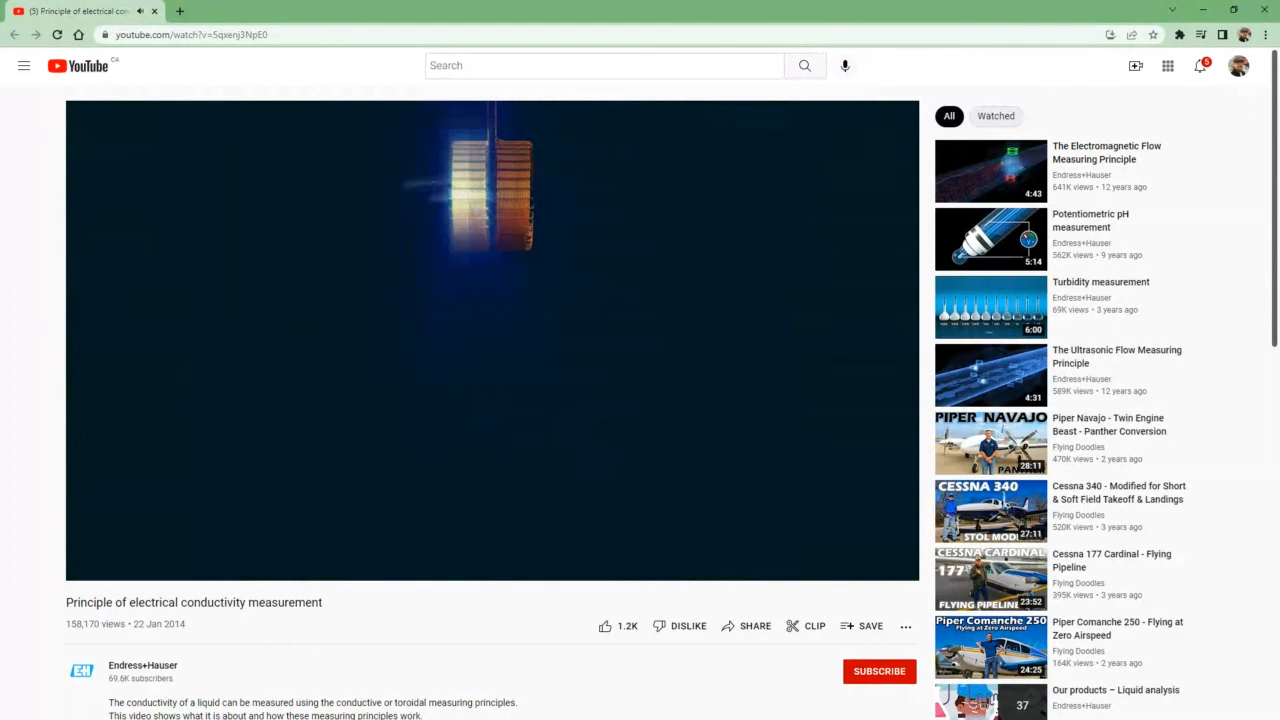 (5) Principle of electrical con
youtube.com/watch?v=5qxenj3NpE0
YouTube CA
Search
5
All
Watched
The Electromagnetic Flow
Measuring Principle
Endress+Hauser
641K views • 12 years ago
4:43
Potentiometric pH
measurement
Endress+Hauser
562K views • 9 years ago
5:14
Turbidity measurement
Endress+Hauser
69K views • 3 years ago
6:00
The Ultrasonic Flow Measuring
Principle
Endress+Hauser
589K views • 12 years ago
4:31
PIPER NAVAJO
PANTHER
28:11
Piper Navajo - Twin Engine
Beast - Panther Conversion
Flying Doodles
470K views • 2 years ago
CESSNA 340
STOL MODI
27:11
Cessna 340 - Modified for Short
& Soft Field Takeoff & Landings
Flying Doodles
520K views • 3 years ago
CESSNA CARDINAL
177
FLYING PIPELINE
23:52
Cessna 177 Cardinal - Flying
Pipeline
Flying Doodles
395K views • 3 years ago
Piper Comanche 250
Flying at Zero Airspeed
24:25
Piper Comanche 250 - Flying at
Zero Airspeed
Flying Doodles
164K views • 2 years ago
37
Our products – Liquid analysis
Endress+Hauser
Principle of electrical conductivity measurement
158,170 views • 22 Jan 2014
1.2K
DISLIKE
SHARE
CLIP
SAVE
EH
Endress+Hauser
69.6K subscribers
SUBSCRIBE
The conductivity of a liquid can be measured using the conductive or toroidal measuring principles.
This video shows what it is about and how these measuring principles work.